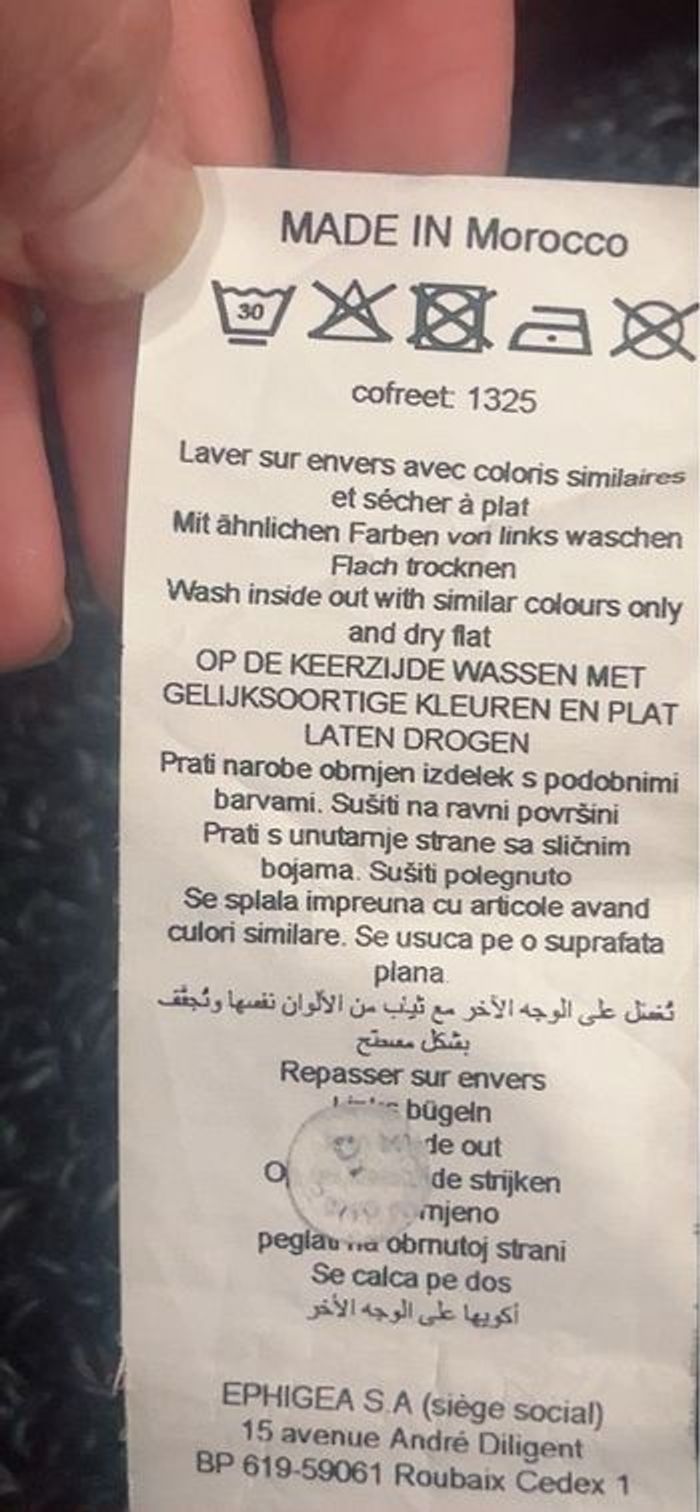 MADE IN Morocco
30
cofreet: 1325
Laver sur envers avec coloris similaires
et sécher à plat
Mit ähnlichen Farben von links waschen
Flach trocknen
Wash inside out with similar colours only
and dry flat
OP DE KEERZIJDE WASSEN MET
GELIJKSOORTIGE KLEUREN EN PLAT
LATEN DROGEN
Prati narobe obrnjen izdelek s podobnimi
barvami. Sušiti na ravni površini
Prati s unutarnje strane sa sličnim
bojama. Sušiti polegnuto
Se splala impreuna cu articole avand
culori similare. Se usuca pe o suprafata
plana.
تُغسَل على الوجه الآخر مع ثياب من الألوان نفسها وتُجفَّف
بشكل مسطح
Repasser sur envers
bügeln
out
strijken
peglati na obrnutoj strani
Se calca pe dos
أكويها على الوجه الآخر
EPHIGEA S.A (siège social)
15 avenue André Diligent
BP 619-59061 Roubaix Cedex 1